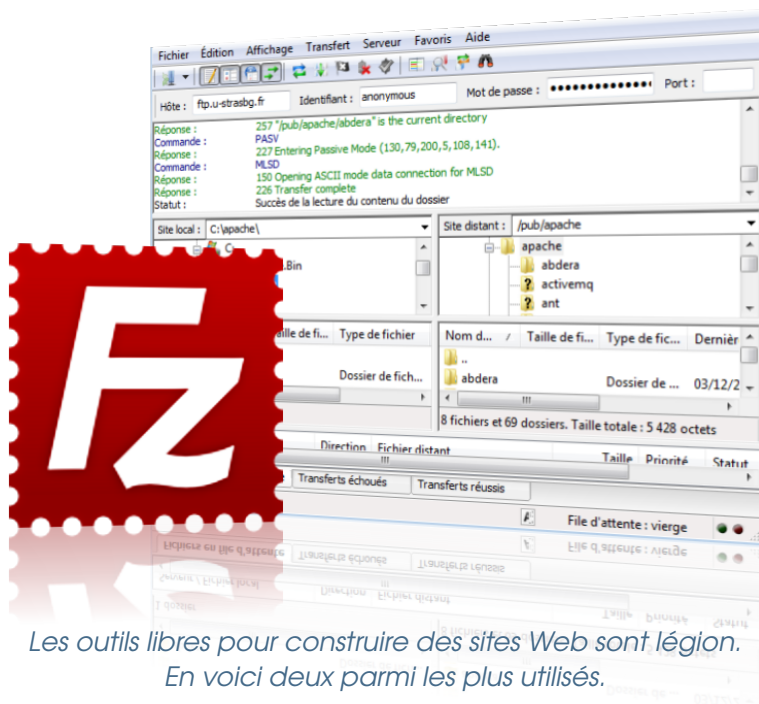 Fichier Édition Affichage Transfert Serveur Favoris Aide
Hôte : ftp.u-strasbg.fr Identifiant : anonymous Mot de passe : ●●●●●●●●●●●●●● Port :
Réponse : 257 "/pub/apache/abdera" is the current directory
Commande : PASV
Réponse : 227 Entering Passive Mode (130,79,200,5,108,141).
Commande : MLSD
Réponse : 150 Opening ASCII mode data connection for MLSD
Réponse : 226 Transfer complete
Statut : Succès de la lecture du contenu du dossier
Site local : C:\apache\ Site distant : /pub/apache
apache
.Bin abdera
activemq
ant
aille de fi... Type de fichier Nom d... Taille de fi... Type de fic... Dernièr
..
Dossier de fich... abdera Dossier de ... 03/12/2
8 fichiers et 69 dossiers. Taille totale : 5 428 octets
Direction Fichier distant Taille Priorité Statut
Transferts échoués Transferts réussis
File d'attente : vierge
FZ
Les outils libres pour construire des sites Web sont légion.
En voici deux parmi les plus utilisés.